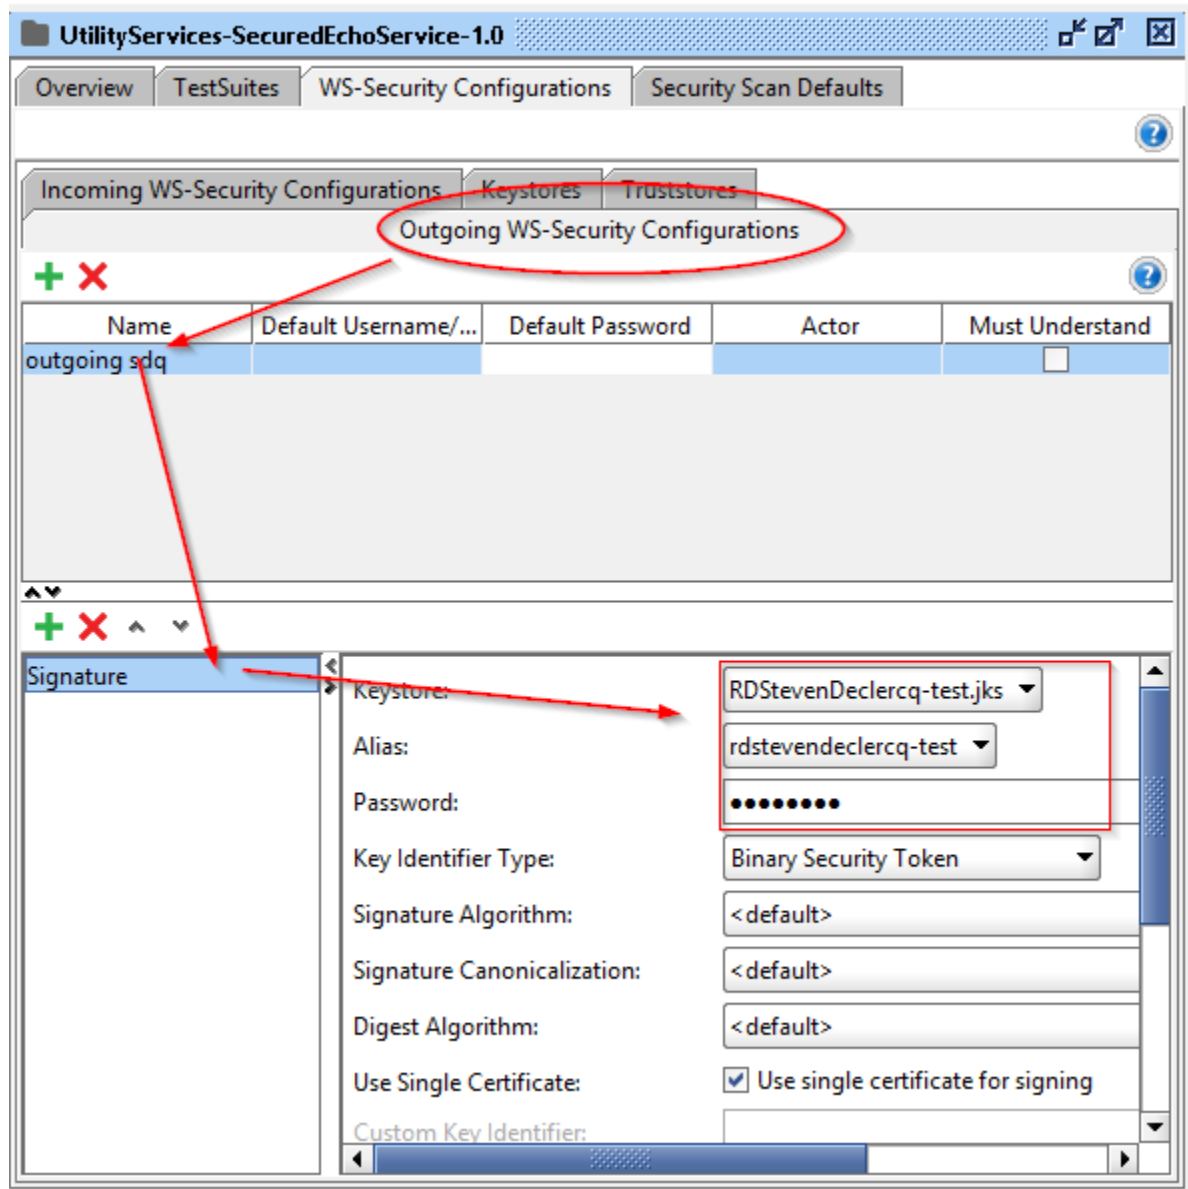 UtilityServices-SecuredEchoService-1.0
Overview TestSuites WS-Security Configurations Security Scan Defaults
Incoming WS-Security Configurations Keystores Truststores
Outgoing WS-Security Configurations
Name Default Username/... Default Password Actor Must Understand
outgoing sdq
Signature
Keystore: RDStevenDeclercq-test.jks
Alias: rdstevendeclercq-test
Password: ●●●●●●●●
Key Identifier Type: Binary Security Token
Signature Algorithm: <default>
Signature Canonicalization: <default>
Digest Algorithm: <default>
Use Single Certificate: Use single certificate for signing
Custom Key Identifier: